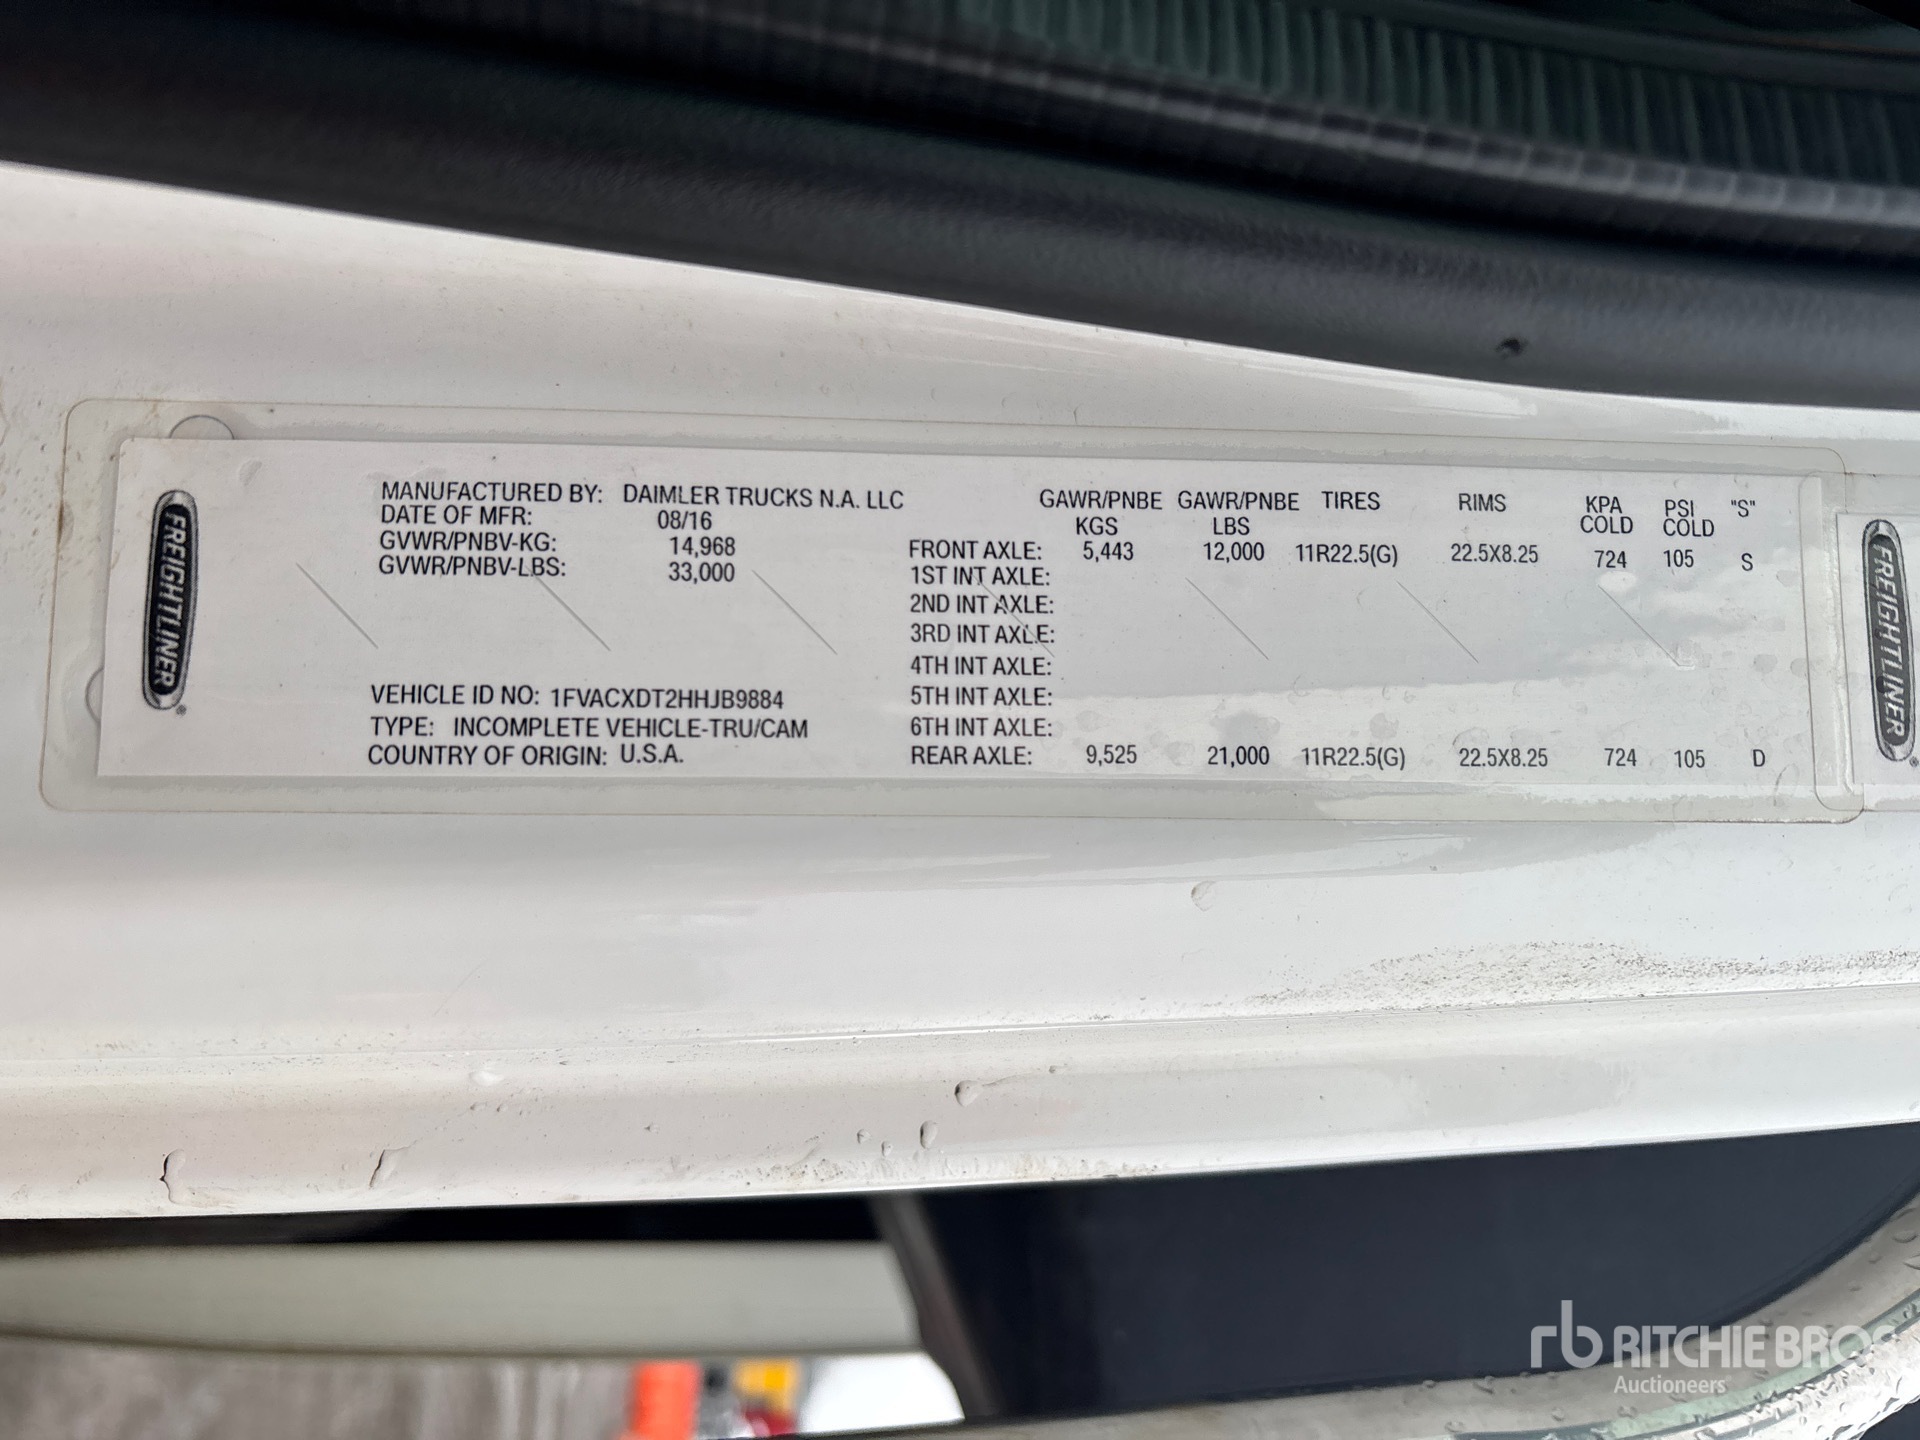 FREIGHTLINER
MANUFACTURED BY: DAIMLER TRUCKS N.A. LLC
DATE OF MFR: 08/16
GVWR/PNBV-KG: 14,968
GVWR/PNBV-LBS: 33,000
VEHICLE ID NO: 1FVACXDT2HHJB9884
TYPE: INCOMPLETE VEHICLE-TRU/CAM
COUNTRY OF ORIGIN: U.S.A.
GAWR/PNBE GAWR/PNBE TIRES RIMS KPA PSI "S"
KGS LBS COLD COLD
FRONT AXLE: 5,443 12,000 11R22.5(G) 22.5X8.25 724 105 S
1ST INT AXLE:
2ND INT AXLE:
3RD INT AXLE:
4TH INT AXLE:
5TH INT AXLE:
6TH INT AXLE:
REAR AXLE: 9,525 21,000 11R22.5(G) 22.5X8.25 724 105 D
FREIGHTLINER
rb RITCHIE BROS
Auctioneers